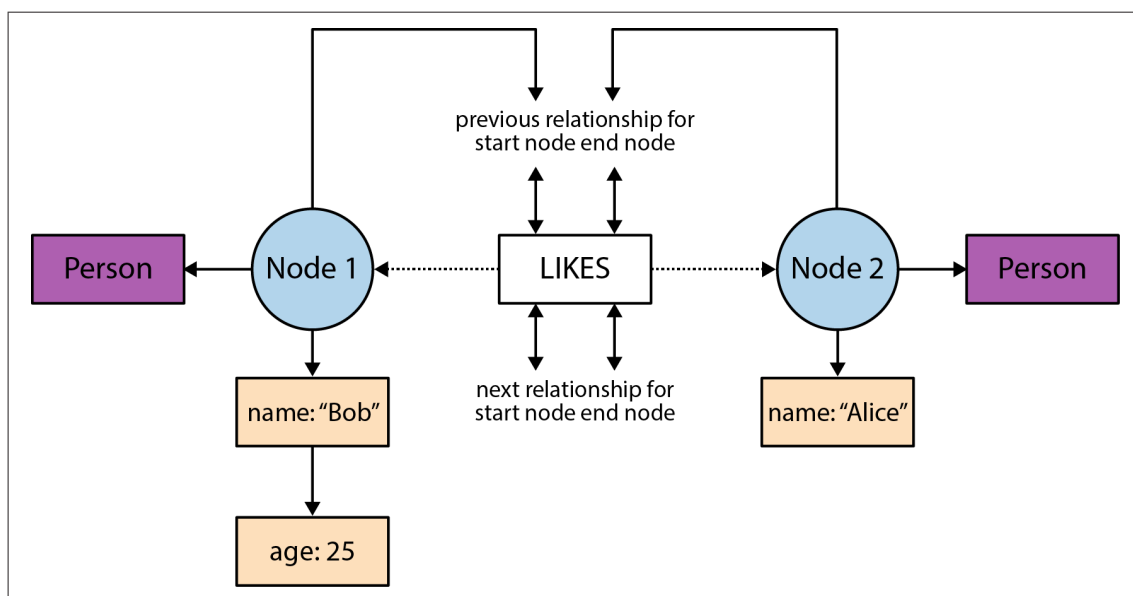 previous relationship for
start node end node
Person
Node 1
LIKES
Node 2
Person
name: “Bob”
next relationship for
start node end node
name: “Alice”
age: 25